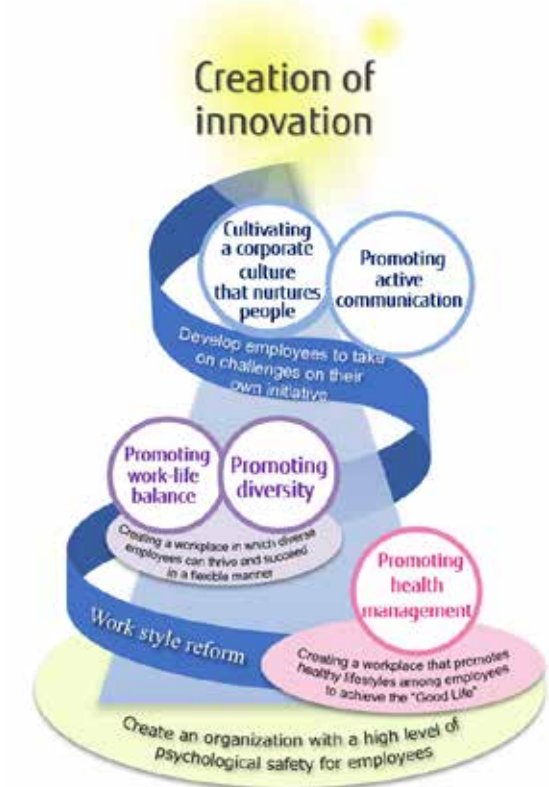 Creation of
innovation
Cultivating
a corporate
culture
that nurtures
people
Promoting
active
communication
Develop employees to take
on challenges on their
own initiative
Promoting
work-life
balance
Promoting
diversity
Creating a workplace in which diverse
employees can thrive and succeed
in a flexible manner
Promoting
health
management
Work style reform
Creating a workplace that promotes
healthy lifestyles among employees
to achieve the "Good Life"
Create an organization with a high level of
psychological safety for employees